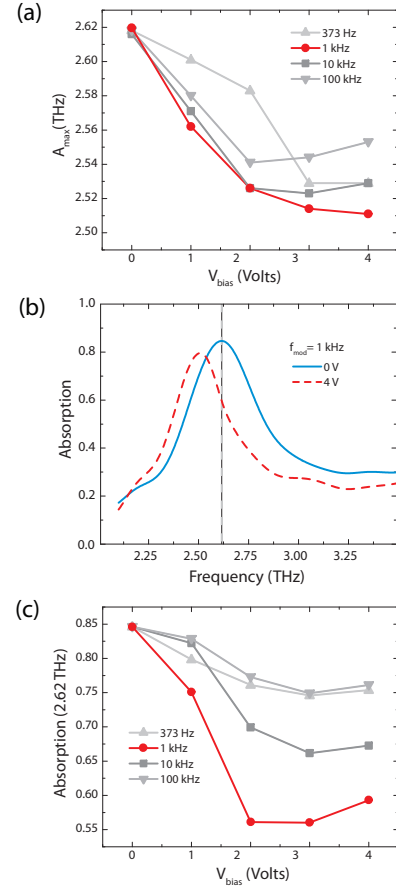 (a)
2.62
2.60
2.58
2.56
2.54
2.52
2.50
A_max (THz)
373 Hz
1 kHz
10 kHz
100 kHz
0 1 2 3 4
V_bias (Volts)
(b)
1.0
0.8
0.6
0.4
0.2
0.0
Absorption
f_mod = 1 kHz
0 V
4 V
2.25 2.50 2.75 3.00 3.25
Frequency (THz)
(c)
0.85
0.80
0.75
0.70
0.65
0.60
0.55
Absorption (2.62 THz)
373 Hz
1 kHz
10 kHz
100 kHz
0 1 2 3 4
V_bias (Volts)